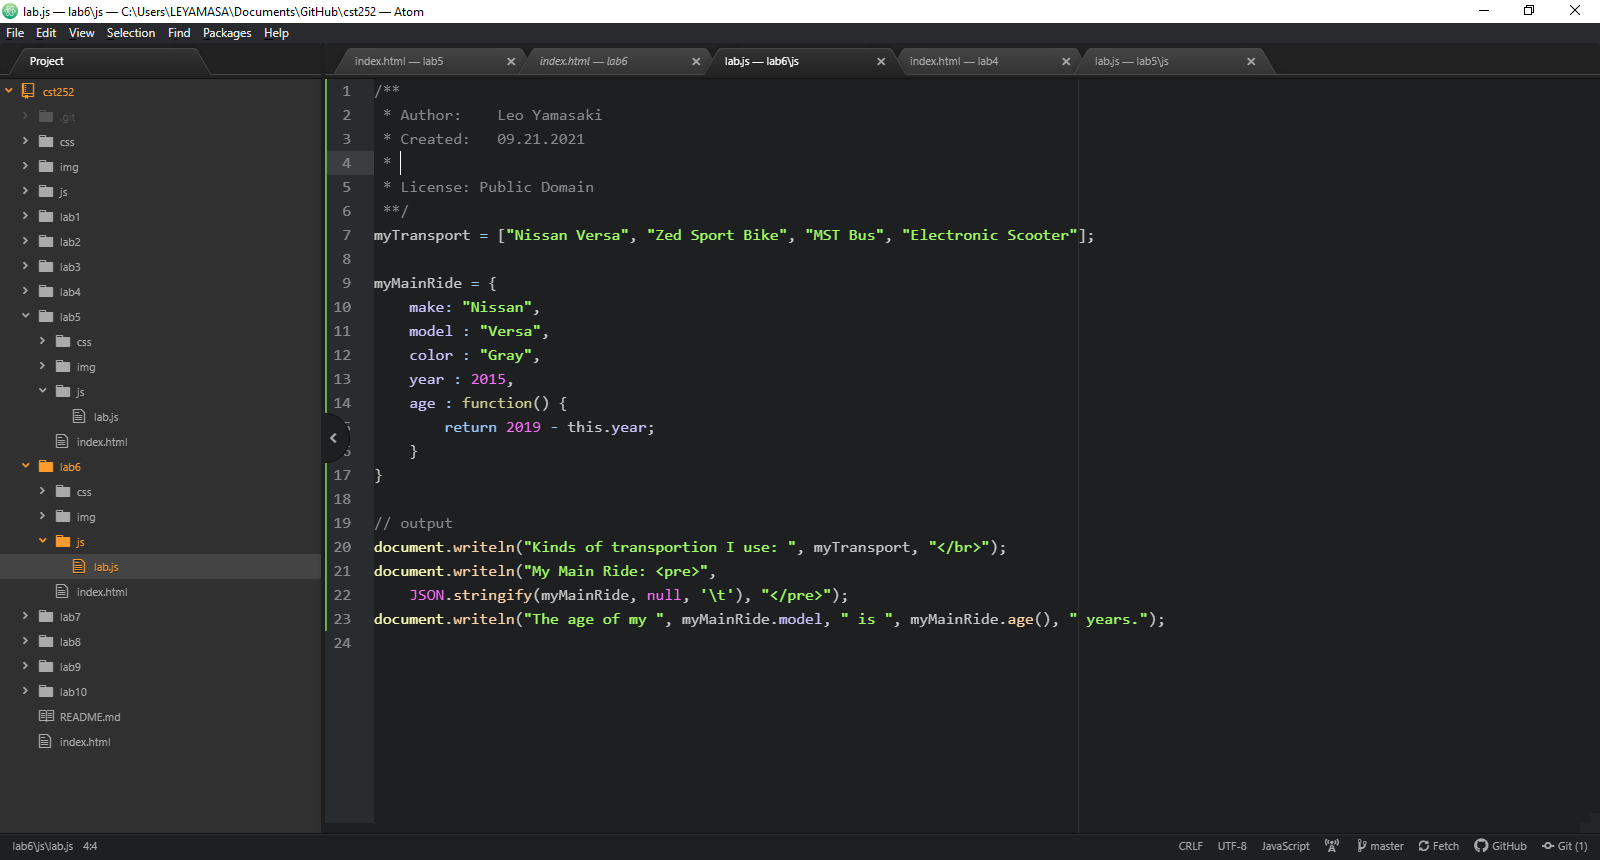 lab.js — lab6\js — C:\Users\LEYAMASA\Documents\GitHub\cst252 — Atom
File Edit View Selection Find Packages Help
Project
index.html — lab5
index.html — lab6
lab.js — lab6\js
index.html — lab4
lab.js — lab5\js
cst252
.git
css
img
js
lab1
lab2
lab3
lab4
lab5
css
img
js
lab.js
index.html
lab6
css
img
js
lab.js
index.html
lab7
lab8
lab9
lab10
README.md
index.html
1 /**
2 * Author: Leo Yamasaki
3 * Created: 09.21.2021
4 *
5 * License: Public Domain
6 **/
7 myTransport = ["Nissan Versa", "Zed Sport Bike", "MST Bus", "Electronic Scooter"];
8
9 myMainRide = {
10 make: "Nissan",
11 model : "Versa",
12 color : "Gray",
13 year : 2015,
14 age : function() {
return 2019 - this.year;
}
17 }
18
19 // output
20 document.writeln("Kinds of transportion I use: ", myTransport, "</br>");
21 document.writeln("My Main Ride: <pre>",
22 JSON.stringify(myMainRide, null, '\t'), "</pre>");
23 document.writeln("The age of my ", myMainRide.model, " is ", myMainRide.age(), " years.");
24
lab6\js\lab.js 4:4 CRLF UTF-8 JavaScript master Fetch GitHub Git (1)